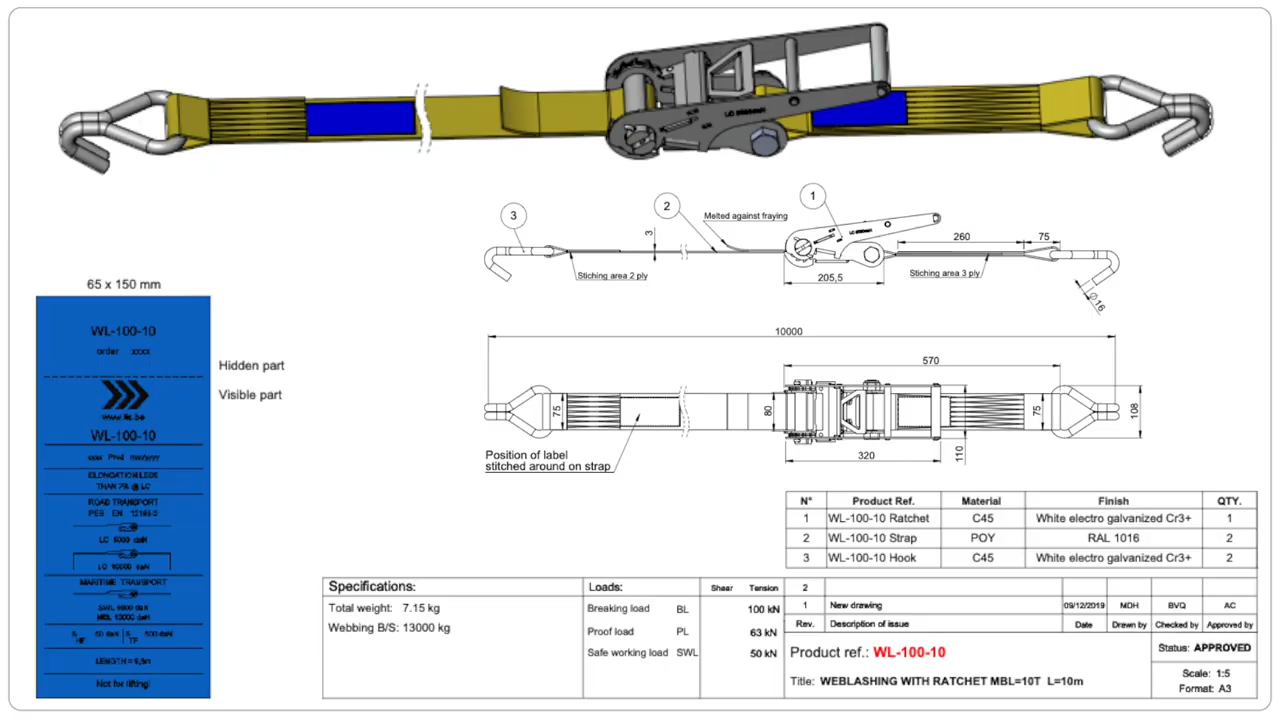 3
2
1
Melted against fraying
3
260
75
Stiching area 2 ply
205,5
Stiching area 3 ply
Ø16
65 x 150 mm
WL-100-10
order xxxx
Hidden part
Visible part
WL-100-10
ELONGATION LESS
THAN 7% @ LC
ROAD TRANSPORT
LC 5000 daN
LC 10000 daN
MARITIME TRANSPORT
LENGTH =
Not for lifting!
10000
570
75
80
75
108
320
110
Position of label
stitched around on strap
N° Product Ref. Material Finish QTY.
1 WL-100-10 Ratchet C45 White electro galvanized Cr3+ 1
2 WL-100-10 Strap POY RAL 1016 2
3 WL-100-10 Hook C45 White electro galvanized Cr3+ 2
Specifications:
Total weight: 7.15 kg
Webbing B/S: 13000 kg
Loads: Shear Tension
Breaking load BL 100 kN
Proof load PL 63 kN
Safe working load SWL 50 kN
2
1 New drawing 09/12/2019 MDH BVQ AC
Rev. Description of issue Date Drawn by Checked by Approved by
Product ref.: WL-100-10
Status: APPROVED
Title: WEBLASHING WITH RATCHET MBL=10T L=10m
Scale: 1:5
Format: A3